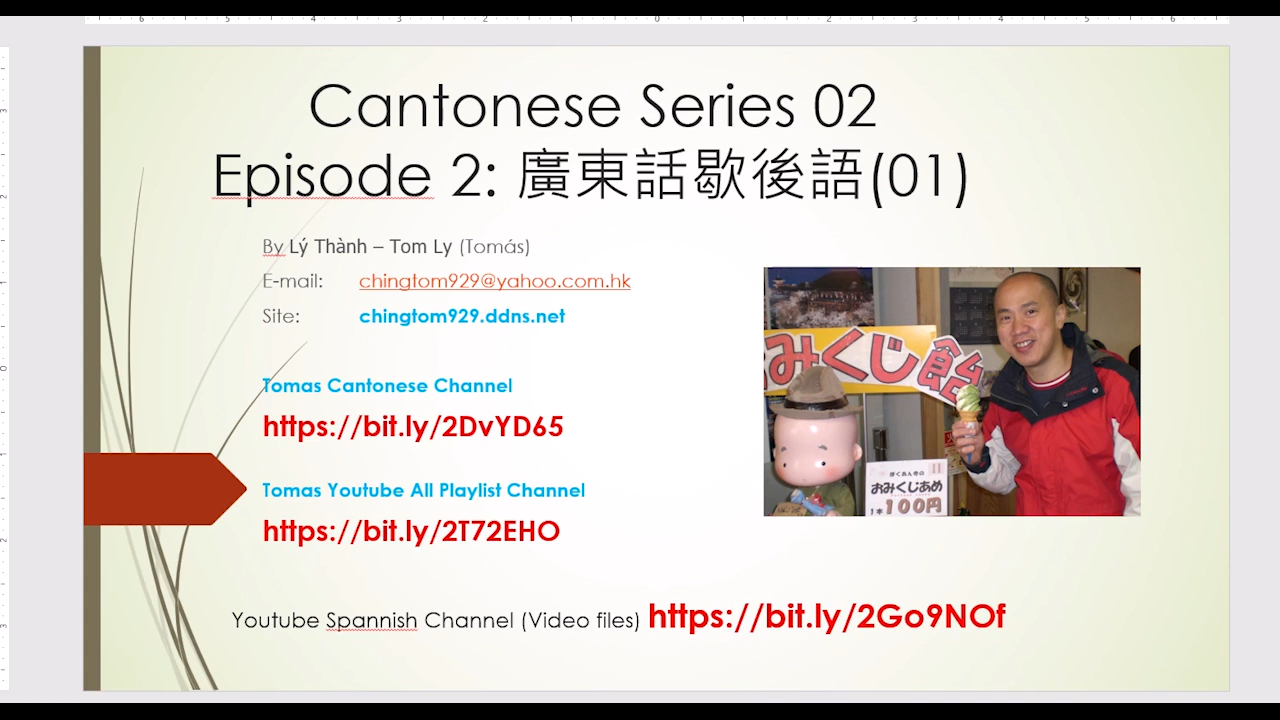 Cantonese Series 02
Episode 2: 廣東話歇後語(01)
By Lý Thành – Tom Ly (Tomás)
E-mail: chingtom929@yahoo.com.hk
Site: chingtom929.ddns.net
Tomas Cantonese Channel
https://bit.ly/2DvYD65
Tomas Youtube All Playlist Channel
https://bit.ly/2T72EHO
Youtube Spannish Channel (Video files) https://bit.ly/2Go9NOf
おみくじ飴
おみくじあめ
1本100円